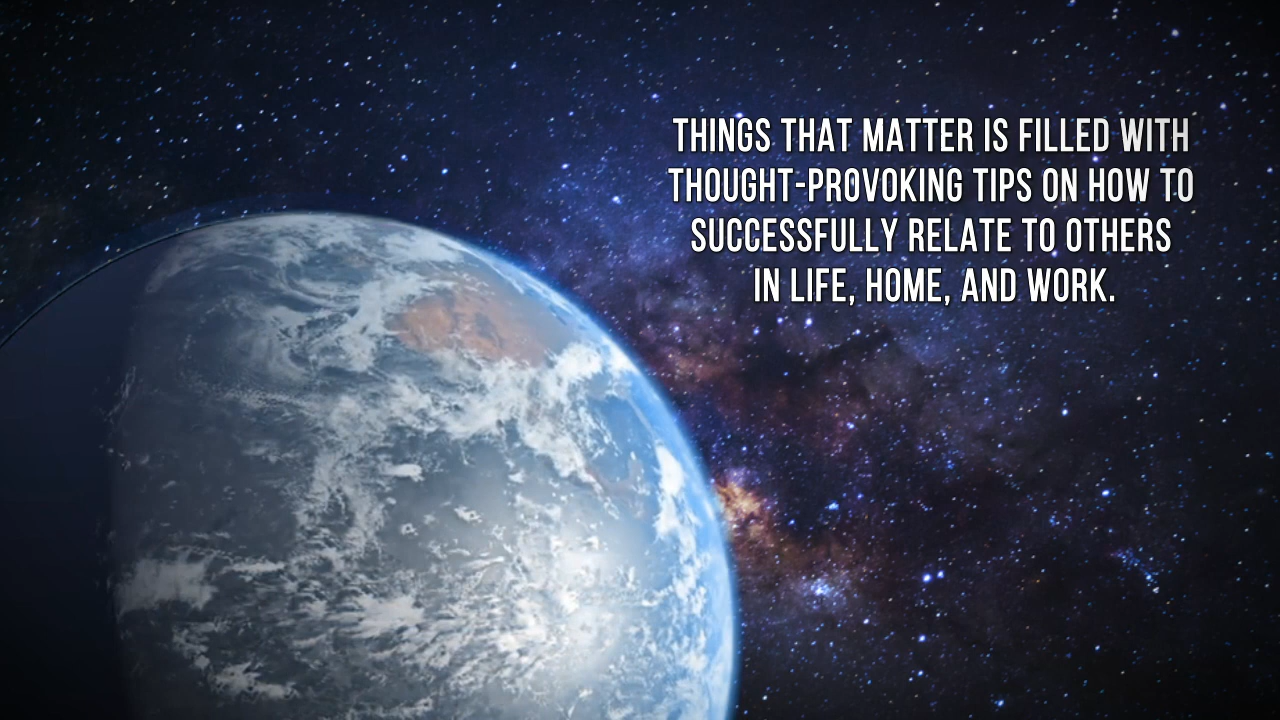 THINGS THAT MATTER IS FILLED WITH
THOUGHT-PROVOKING TIPS ON HOW TO
SUCCESSFULLY RELATE TO OTHERS
IN LIFE, HOME, AND WORK.